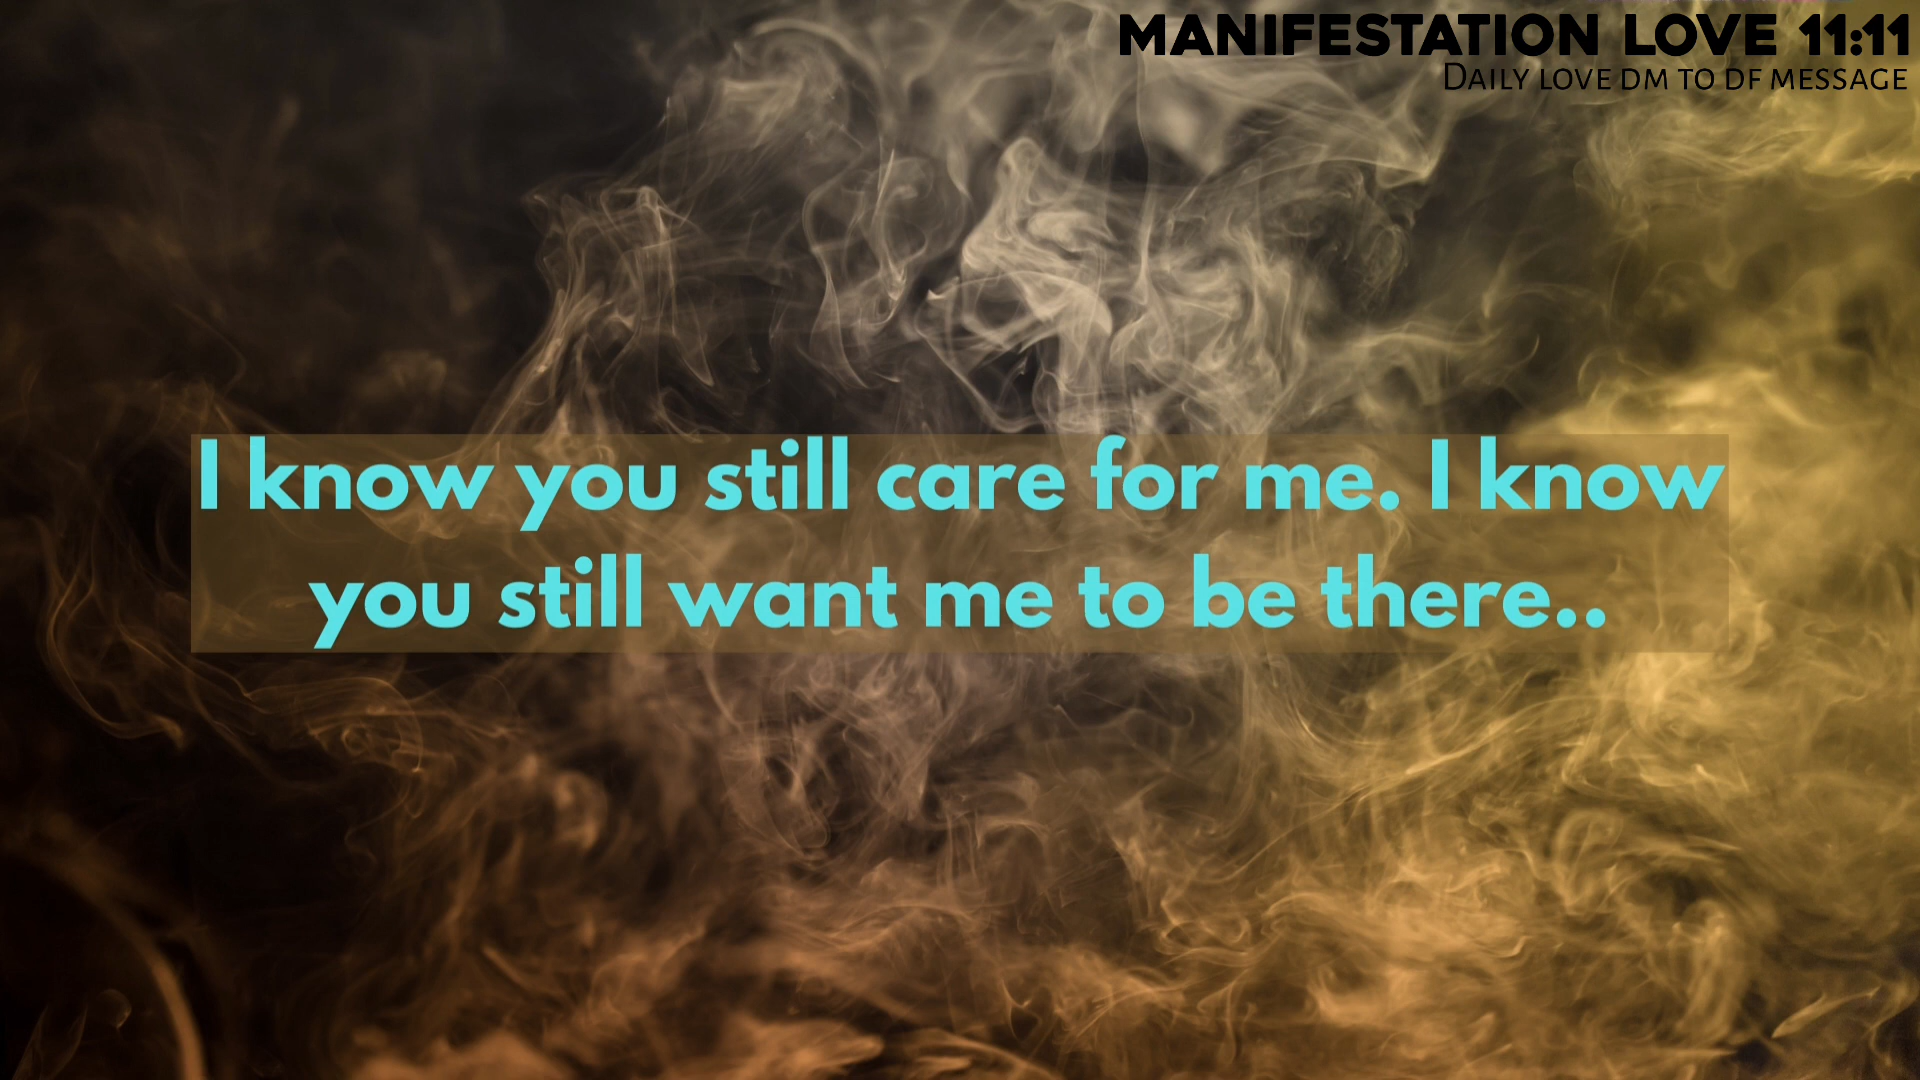 MANIFESTATION LOVE 11:11
DAILY LOVE DM TO DF MESSAGE
I know you still care for me. I know
you still want me to be there..